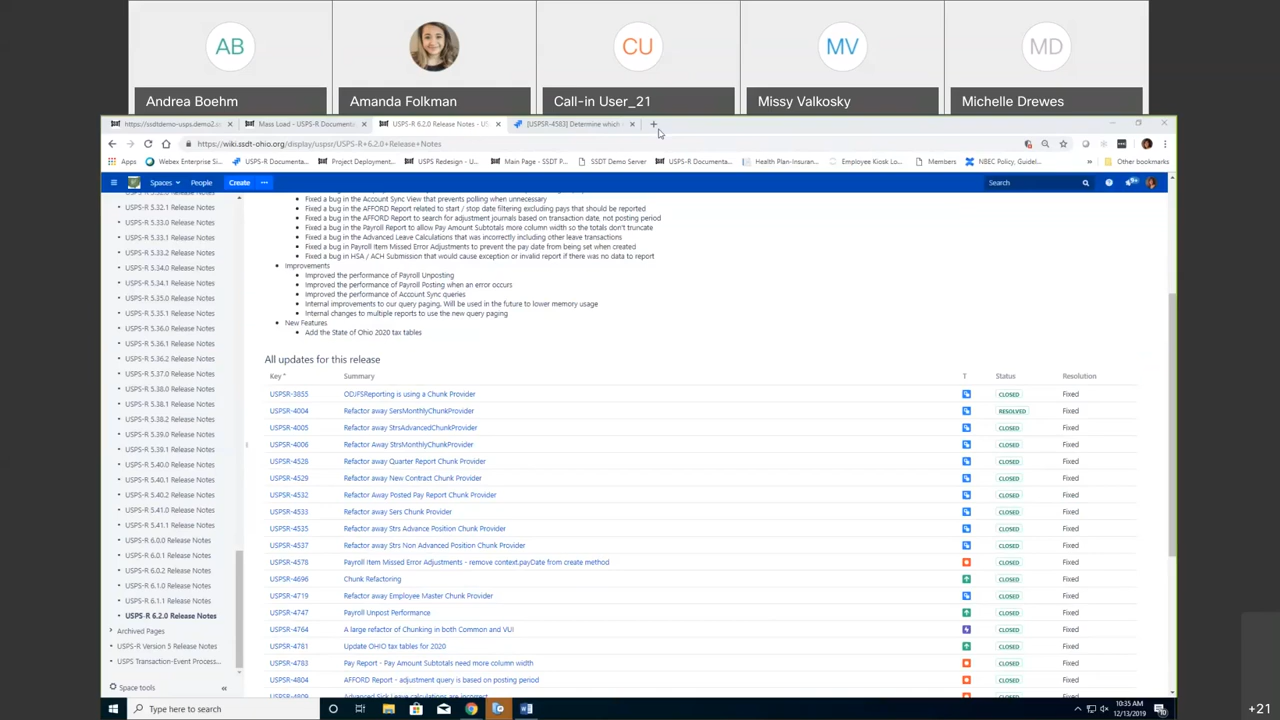 AB
CU
MV
MD
Andrea Boehm
Amanda Folkman
Call-in User_21
Missy Valkosky
Michelle Drewes
https://ssdtdemo-usps.demo2.s
Mass Load - USPS-R Documenta
USPS-R 6.2.0 Release Notes - US
[USPSR-4583] Determine which
https://wiki.ssdt-ohio.org/display/uspsr/USPS-R+6.2.0+Release+Notes
Apps
Webex Enterprise Sit...
USPS-R Documenta...
Project Deployment...
USPS Redesign - U...
Main Page - SSDT P...
SSDT Demo Server
USPS-R Documenta...
Health Plan-Insuran...
Employee Kiosk Lo...
Members
NBEC Policy, Guidel...
Other bookmarks
Spaces
People
Create
Search
USPS-R 5.32.1 Release Notes
USPS-R 5.33.0 Release Notes
USPS-R 5.33.1 Release Notes
USPS-R 5.33.2 Release Notes
USPS-R 5.34.0 Release Notes
USPS-R 5.34.1 Release Notes
USPS-R 5.35.0 Release Notes
USPS-R 5.35.1 Release Notes
USPS-R 5.36.0 Release Notes
USPS-R 5.36.1 Release Notes
USPS-R 5.36.2 Release Notes
USPS-R 5.37.0 Release Notes
USPS-R 5.38.0 Release Notes
USPS-R 5.38.1 Release Notes
USPS-R 5.38.2 Release Notes
USPS-R 5.39.0 Release Notes
USPS-R 5.39.1 Release Notes
USPS-R 5.40.0 Release Notes
USPS-R 5.40.1 Release Notes
USPS-R 5.40.2 Release Notes
USPS-R 5.41.0 Release Notes
USPS-R 5.41.1 Release Notes
USPS-R 6.0.0 Release Notes
USPS-R 6.0.1 Release Notes
USPS-R 6.0.2 Release Notes
USPS-R 6.1.0 Release Notes
USPS-R 6.1.1 Release Notes
USPS-R 6.2.0 Release Notes
Archived Pages
USPS-R Version 5 Release Notes
USPS Transaction-Event Process...
Space tools
Fixed a bug in the Account Sync View that prevents polling when unnecessary
Fixed a bug in the AFFORD Report related to start / stop date filtering excluding pays that should be reported
Fixed a bug in the AFFORD Report to search for adjustment journals based on transaction date, not posting period
Fixed a bug in the Payroll Report to allow Pay Amount Subtotals more column width so the totals don't truncate
Fixed a bug in the Advanced Leave Calculations that was incorrectly including other leave transactions
Fixed a bug in Payroll Item Missed Error Adjustments to prevent the pay date from being set when created
Fixed a bug in HSA / ACH Submission that would cause exception or invalid report if there was no data to report
Improvements
Improved the performance of Payroll Unposting
Improved the performance of Payroll Posting when an error occurs
Improved the performance of Account Sync queries
Internal improvements to our query paging. Will be used in the future to lower memory usage
Internal changes to multiple reports to use the new query paging
New Features
Add the State of Ohio 2020 tax tables
All updates for this release
Key Summary T Status Resolution
USPSR-3855 ODJFSReporting is using a Chunk Provider CLOSED Fixed
USPSR-4004 Refactor away SersMonthlyChunkProvider RESOLVED Fixed
USPSR-4005 Refactor away StrsAdvancedChunkProvider CLOSED Fixed
USPSR-4006 Refactor Away StrsMonthlyChunkProvider CLOSED Fixed
USPSR-4528 Refactor away Quarter Report Chunk Provider CLOSED Fixed
USPSR-4529 Refactor away New Contract Chunk Provider CLOSED Fixed
USPSR-4532 Refactor Away Posted Pay Report Chunk Provider CLOSED Fixed
USPSR-4533 Refactor away Sers Chunk Provider CLOSED Fixed
USPSR-4535 Refactor away Strs Advance Position Chunk Provider CLOSED Fixed
USPSR-4537 Refactor away Strs Non Advanced Position Chunk Provider CLOSED Fixed
USPSR-4578 Payroll Item Missed Error Adjustments - remove context.payDate from create method CLOSED Fixed
USPSR-4696 Chunk Refactoring CLOSED Fixed
USPSR-4719 Refactor away Employee Master Chunk Provider CLOSED Fixed
USPSR-4747 Payroll Unpost Performance CLOSED Fixed
USPSR-4764 A large refactor of Chunking in both Common and VUI CLOSED Fixed
USPSR-4781 Update OHIO tax tables for 2020 CLOSED Fixed
USPSR-4783 Pay Report - Pay Amount Subtotals need more column width CLOSED Fixed
USPSR-4804 AFFORD Report - adjustment query is based on posting period CLOSED Fixed
USPSR-4809 Advanced Sick Leave calculations are incorrect CLOSED Fixed
Type here to search
10:35 AM
12/13/2019
+21